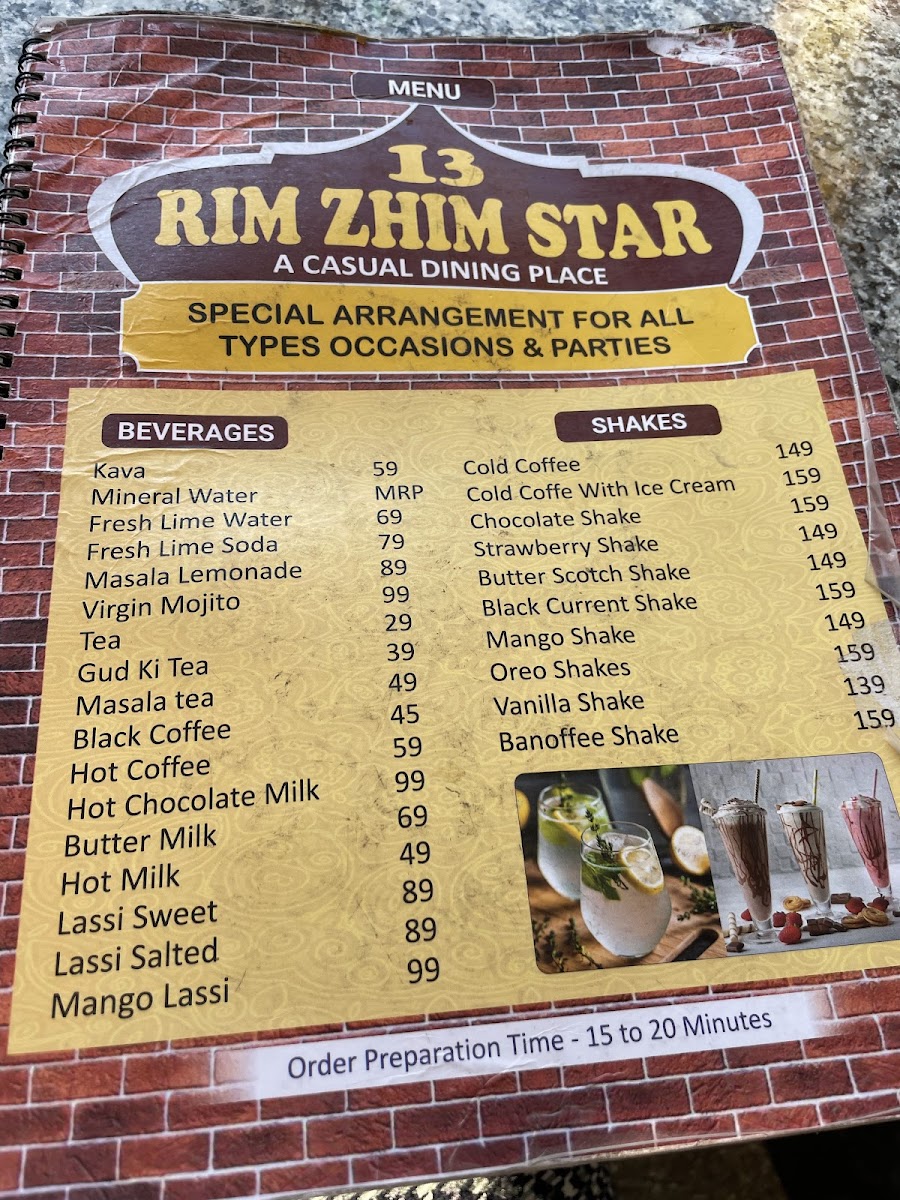 MENU
13
RIM ZHIM STAR
A CASUAL DINING PLACE
SPECIAL ARRANGEMENT FOR ALL
TYPES OCCASIONS & PARTIES
BEVERAGES
Kava 59
Mineral Water MRP
Fresh Lime Water 69
Fresh Lime Soda 79
Masala Lemonade 89
Virgin Mojito 99
Tea 29
Gud Ki Tea 39
Masala tea 49
Black Coffee 45
Hot Coffee 59
Hot Chocolate Milk 99
Butter Milk 69
Hot Milk 49
Lassi Sweet 89
Lassi Salted 89
Mango Lassi 99
SHAKES
Cold Coffee 149
Cold Coffe With Ice Cream 159
Chocolate Shake 159
Strawberry Shake 149
Butter Scotch Shake 149
Black Current Shake 159
Mango Shake 149
Oreo Shakes 159
Vanilla Shake 139
Banoffee Shake 159
Order Preparation Time - 15 to 20 Minutes